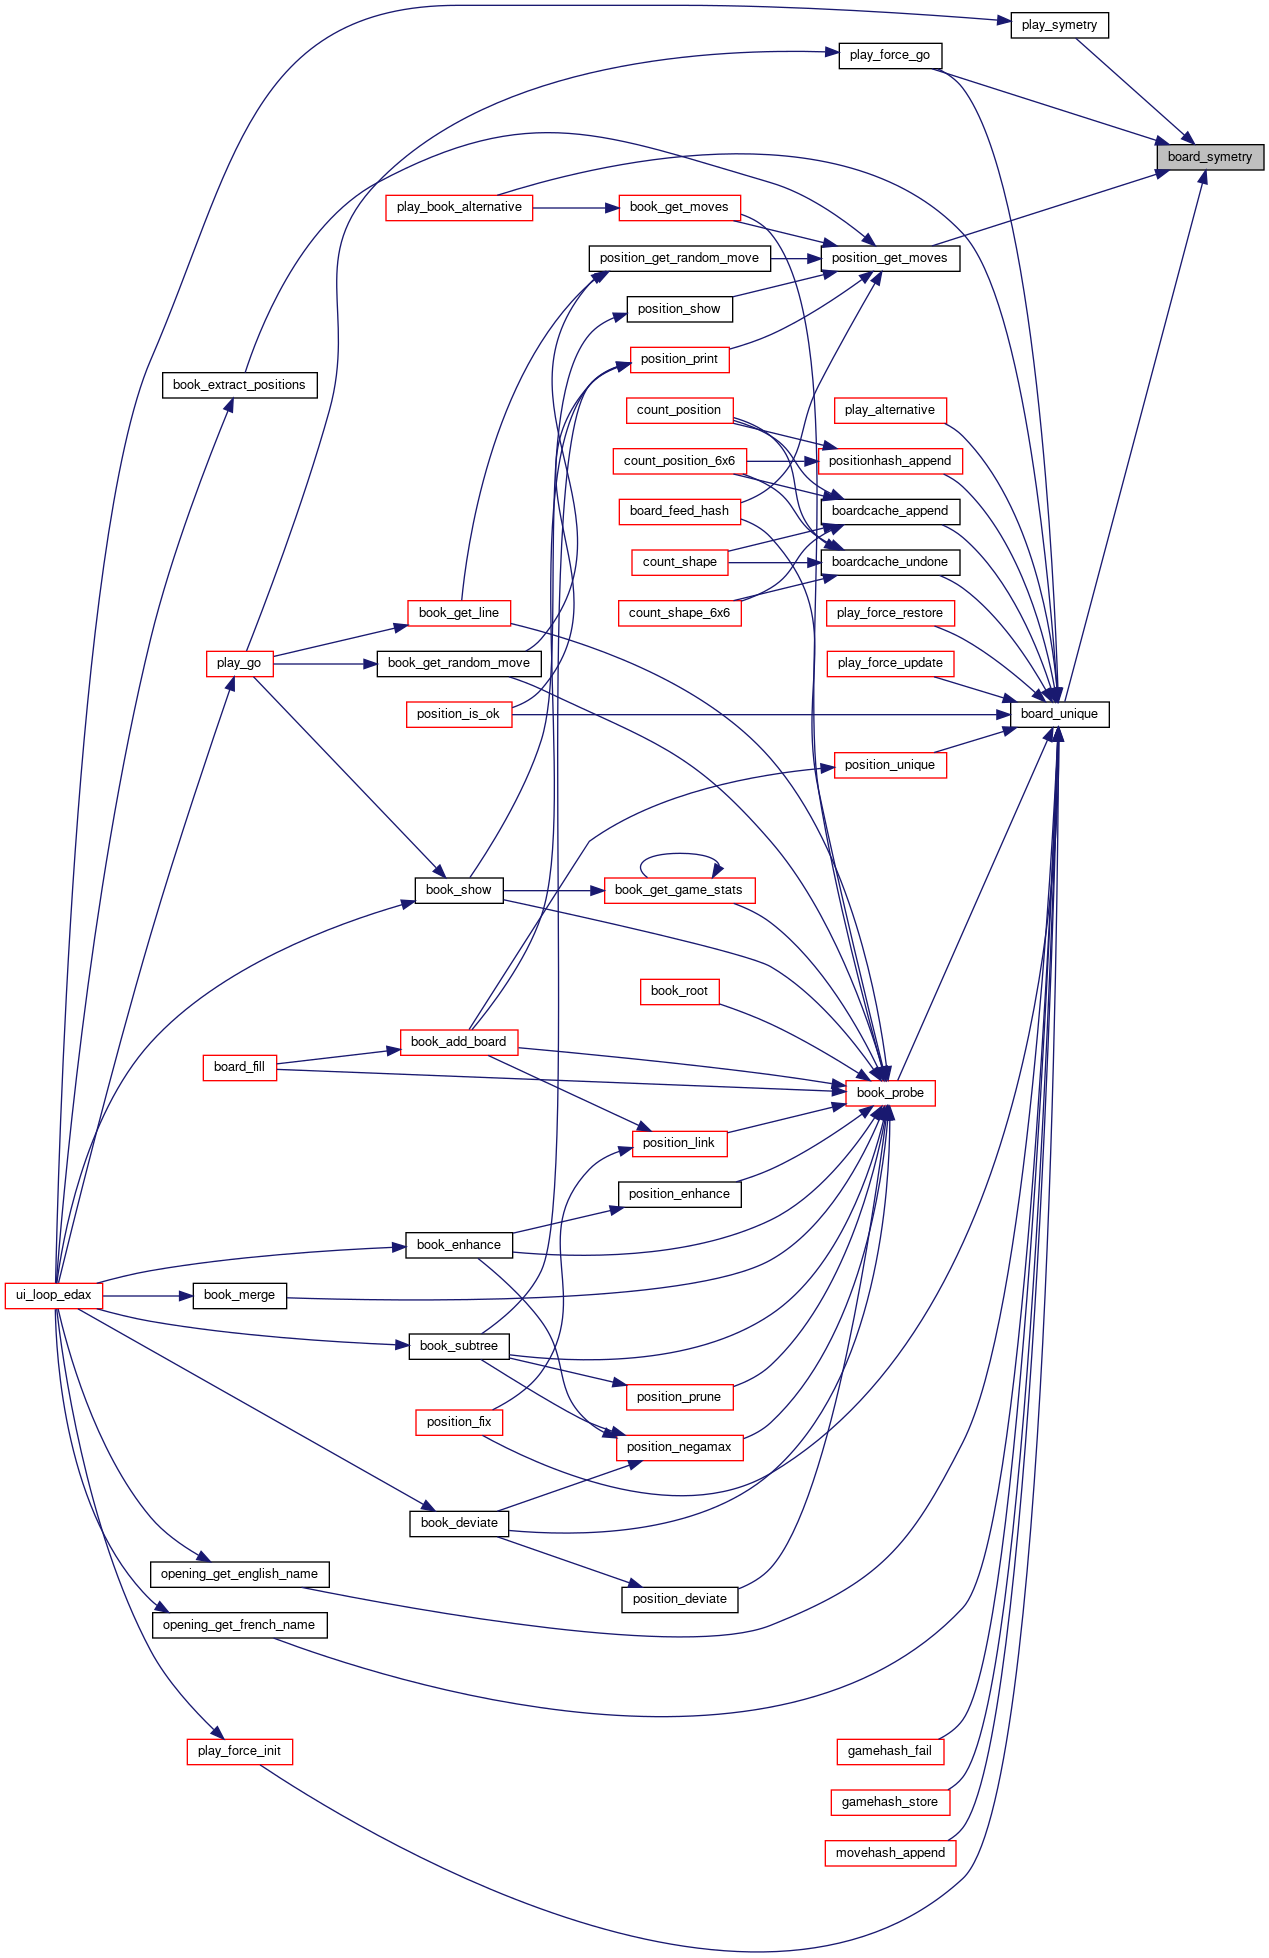 play_symetry
play_force_go
board_symetry
play_book_alternative
book_get_moves
position_get_random_move
position_get_moves
position_show
position_print
book_extract_positions
count_position
play_alternative
count_position_6x6
positionhash_append
board_feed_hash
boardcache_append
count_shape
boardcache_undone
book_get_line
count_shape_6x6
play_force_restore
play_go
book_get_random_move
play_force_update
position_is_ok
board_unique
position_unique
book_show
book_get_game_stats
book_root
book_add_board
board_fill
book_probe
position_link
position_enhance
book_enhance
ui_loop_edax
book_merge
book_subtree
position_prune
position_fix
position_negamax
book_deviate
opening_get_english_name
position_deviate
opening_get_french_name
play_force_init
gamehash_fail
gamehash_store
movehash_append